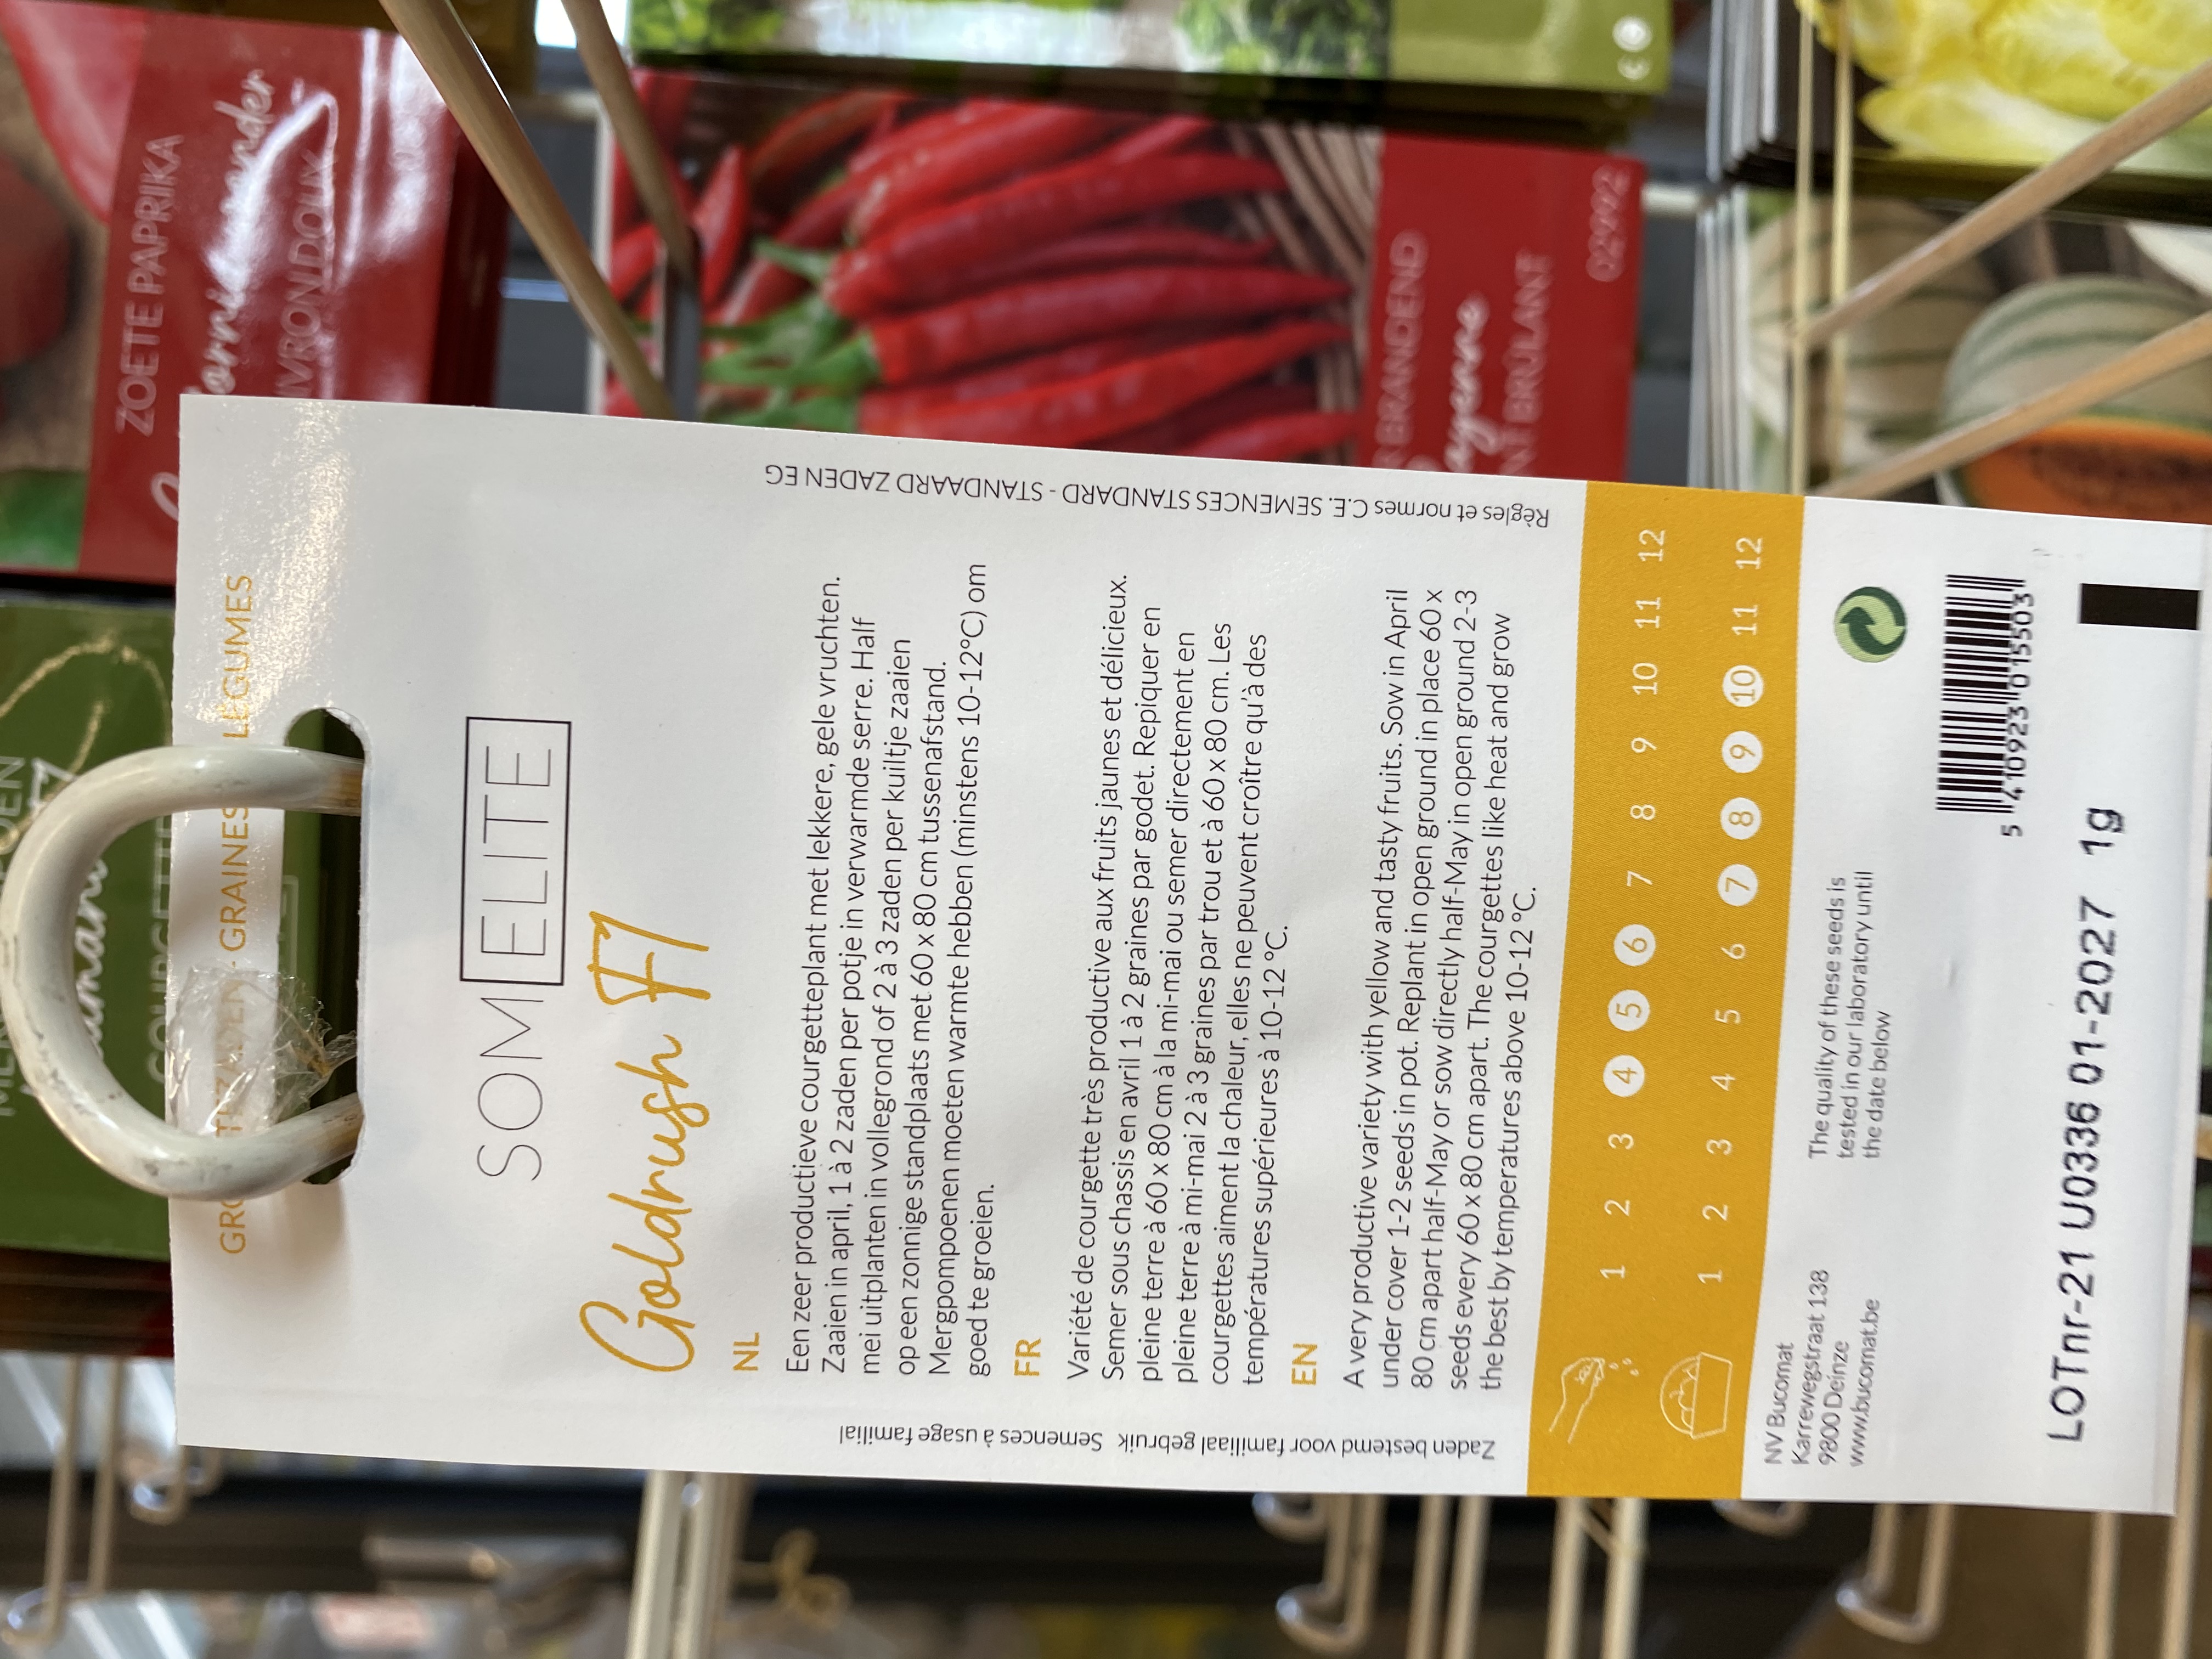 GROENTZADEN - GRAINES LÉGUMES
SOM ELITE
Goldrush F1
NL
Een zeer productieve courgetteplant met lekkere, gele vruchten.
Zaaien in april, 1 à 2 zaden per potje in verwarmde serre. Half
mei uitplanten in vollegrond of 2 à 3 zaden per kuiltje zaaien
op een zonnige standplaats met 60 x 80 cm tussenafstand.
Mergpompoenen moeten warmte hebben (minstens 10-12°C) om
goed te groeien.
FR
Variété de courgette très productive aux fruits jaunes et délicieux.
Semer sous chassis en avril 1 à 2 graines par godet. Repiquer en
pleine terre à 60 x 80 cm à la mi-mai ou semer directement en
pleine terre à mi-mai 2 à 3 graines par trou et à 60 x 80 cm. Les
courgettes aiment la chaleur, elles ne peuvent croître qu'à des
températures supérieures à 10-12 °C.
EN
A very productive variety with yellow and tasty fruits. Sow in April
under cover 1-2 seeds in pot. Replant in open ground in place 60 x
80 cm apart half-May or sow directly half-May in open ground 2-3
seeds every 60 x 80 cm apart. The courgettes like heat and grow
the best by temperatures above 10-12 °C.
Zaden bestemd voor familiaal gebruik Semences à usage familial
Règles et normes C.E. SEMENCES STANDARD - STANDAARD ZADEN EG
1 2 3 4 5 6 7 8 9 10 11 12
1 2 3 4 5 6 7 8 9 10 11 12
NV Bucomat
Karrewegstraat 138
9800 Deinze
www.bucomat.be
The quality of these seeds is
tested in our laboratory until
the date below
5 410923 015503
LOTnr-21 U0336 01-2027 1g
ZOETE PAPRIKA
BRANDEND
BRÛLANT
02992